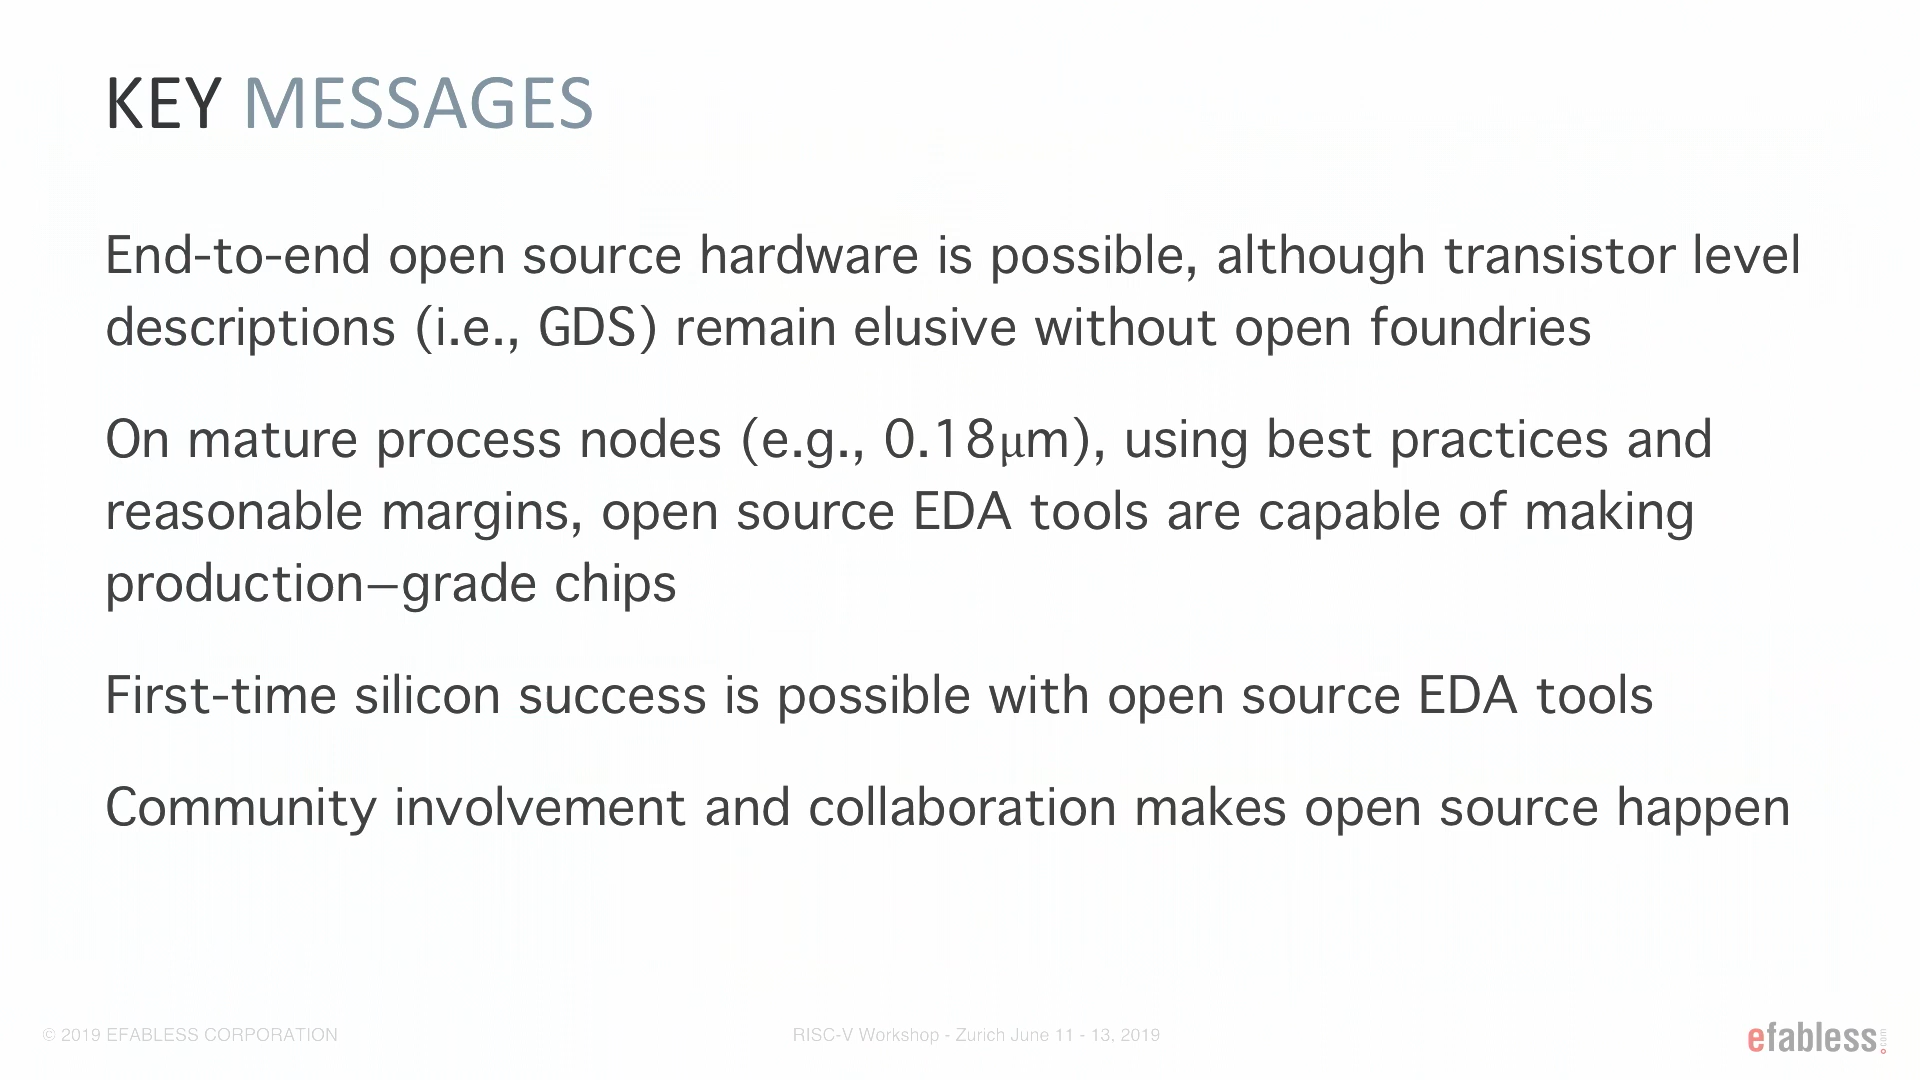 KEY MESSAGES
End-to-end open source hardware is possible, although transistor level
descriptions (i.e., GDS) remain elusive without open foundries
On mature process nodes (e.g., 0.18μm), using best practices and
reasonable margins, open source EDA tools are capable of making
production–grade chips
First-time silicon success is possible with open source EDA tools
Community involvement and collaboration makes open source happen
© 2019 EFABLESS CORPORATION
RISC-V Workshop - Zurich June 11 - 13, 2019
efabless.com